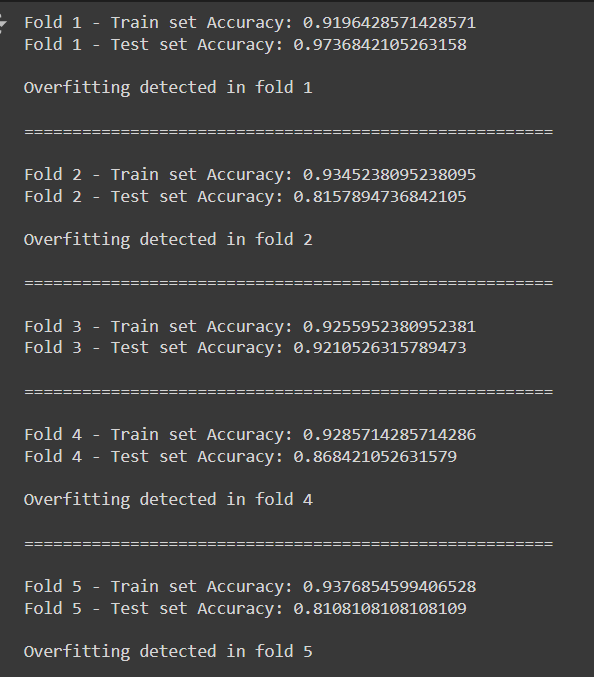 Fold 1 - Train set Accuracy: 0.9196428571428571
Fold 1 - Test set Accuracy: 0.9736842105263158
Overfitting detected in fold 1
=======================================================
Fold 2 - Train set Accuracy: 0.9345238095238095
Fold 2 - Test set Accuracy: 0.8157894736842105
Overfitting detected in fold 2
=======================================================
Fold 3 - Train set Accuracy: 0.9255952380952381
Fold 3 - Test set Accuracy: 0.9210526315789473
=======================================================
Fold 4 - Train set Accuracy: 0.9285714285714286
Fold 4 - Test set Accuracy: 0.868421052631579
Overfitting detected in fold 4
=======================================================
Fold 5 - Train set Accuracy: 0.9376854599406528
Fold 5 - Test set Accuracy: 0.8108108108108109
Overfitting detected in fold 5